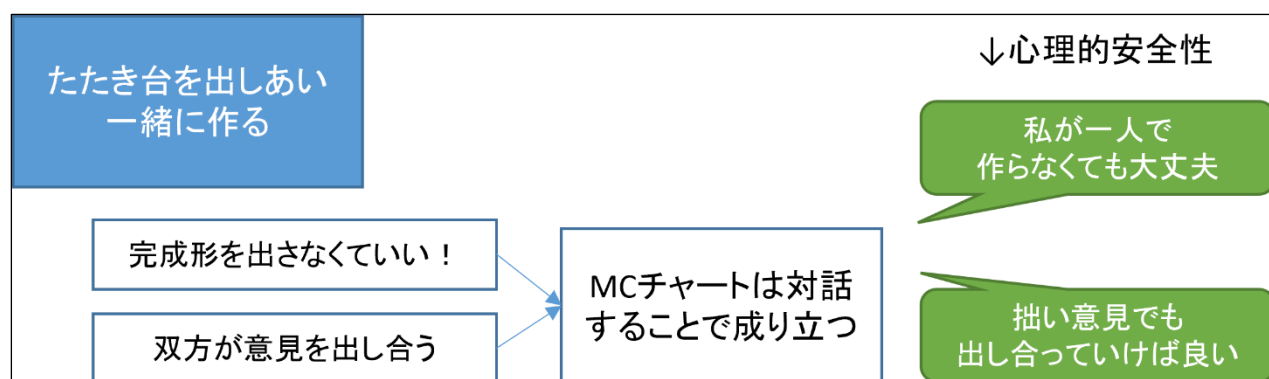 たたき台を出しあい
一緒に作る
↓心理的安全性
私が一人で
作らなくても大丈夫
完成形を出さなくていい！
双方が意見を出し合う
MCチャートは対話
することで成り立つ
拙い意見でも
出し合っていけば良い